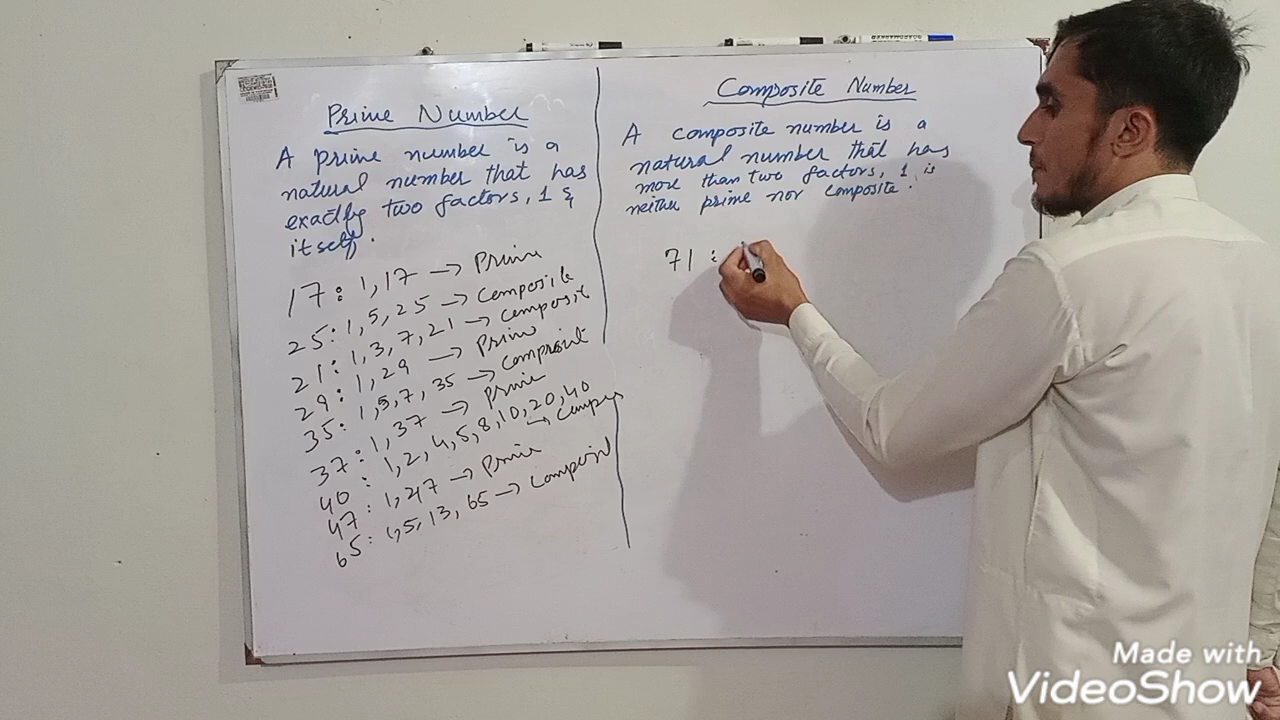 Prime Number
A prime number is a
natural number that has
exactly two factors, 1 &
itself.
17: 1, 17 → Prime
25: 1, 5, 25 → Composite
21: 1, 3, 7, 21 → Composit
29: 1, 29 → Prime
35: 1, 5, 7, 35 → Composit
37: 1, 37 → Prime
40: 1, 2, 4, 5, 8, 10, 20, 40
→
47: 1, 47 → Prime
65: 1, 5, 13, 65 → Composit
Composite Number
A composite number is a
natural number that has
more than two factors, 1 is
neither prime nor composite.
71:
Made with
VideoShow